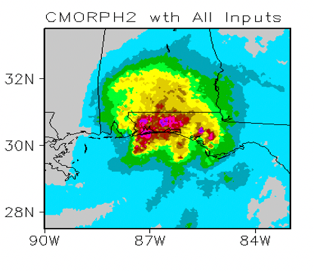 CMORPH2 wth All Inputs
32N
30N
28N
90W 87W 84W